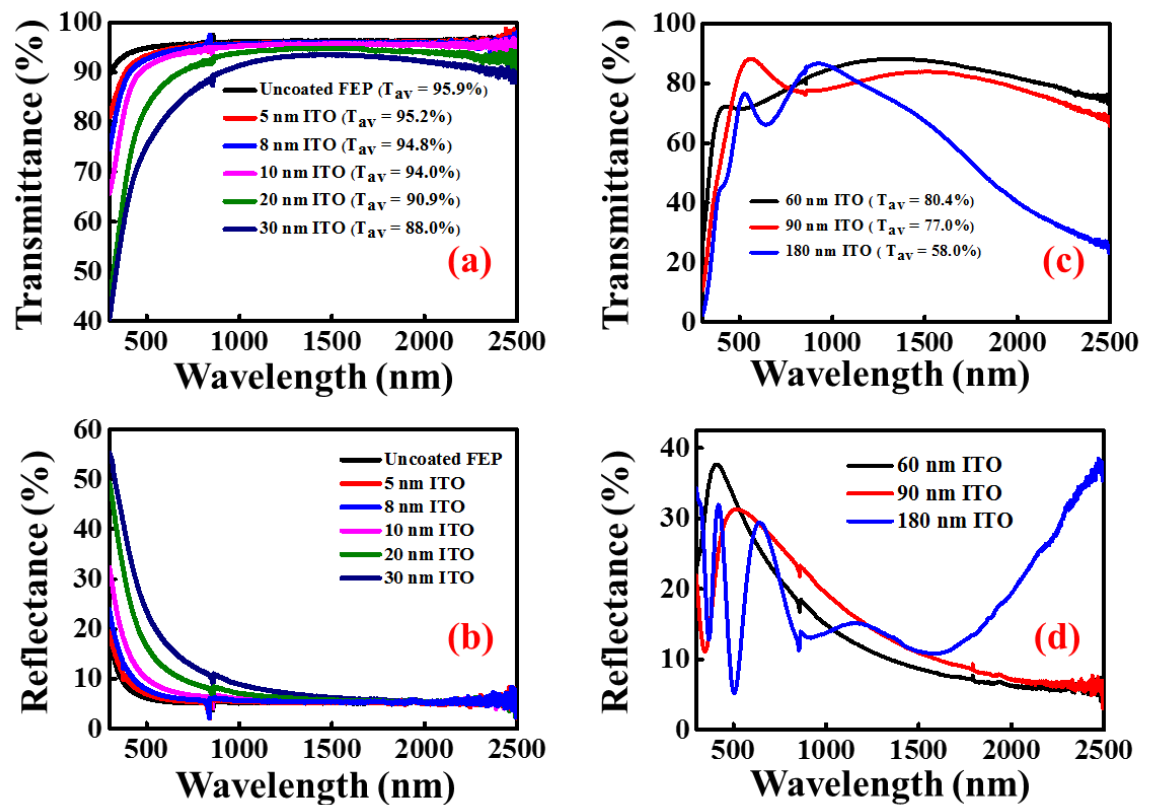 Transmittance (%)
100
90
80
70
60
50
40
Uncoated FEP (Tav = 95.9%)
5 nm ITO (Tav = 95.2%)
8 nm ITO (Tav = 94.8%)
10 nm ITO (Tav = 94.0%)
20 nm ITO (Tav = 90.9%)
30 nm ITO (Tav = 88.0%)
(a)
500 1000 1500 2000 2500
Wavelength (nm)
Transmittance (%)
100
80
60
40
20
0
60 nm ITO ( Tav = 80.4%)
90 nm ITO ( Tav = 77.0%)
180 nm ITO ( Tav = 58.0%)
(c)
500 1000 1500 2000 2500
Wavelength (nm)
Reflectance (%)
60
50
40
30
20
10
0
Uncoated FEP
5 nm ITO
8 nm ITO
10 nm ITO
20 nm ITO
30 nm ITO
(b)
500 1000 1500 2000 2500
Wavelength (nm)
Reflectance (%)
40
30
20
10
0
60 nm ITO
90 nm ITO
180 nm ITO
(d)
500 1000 1500 2000 2500
Wavelength (nm)